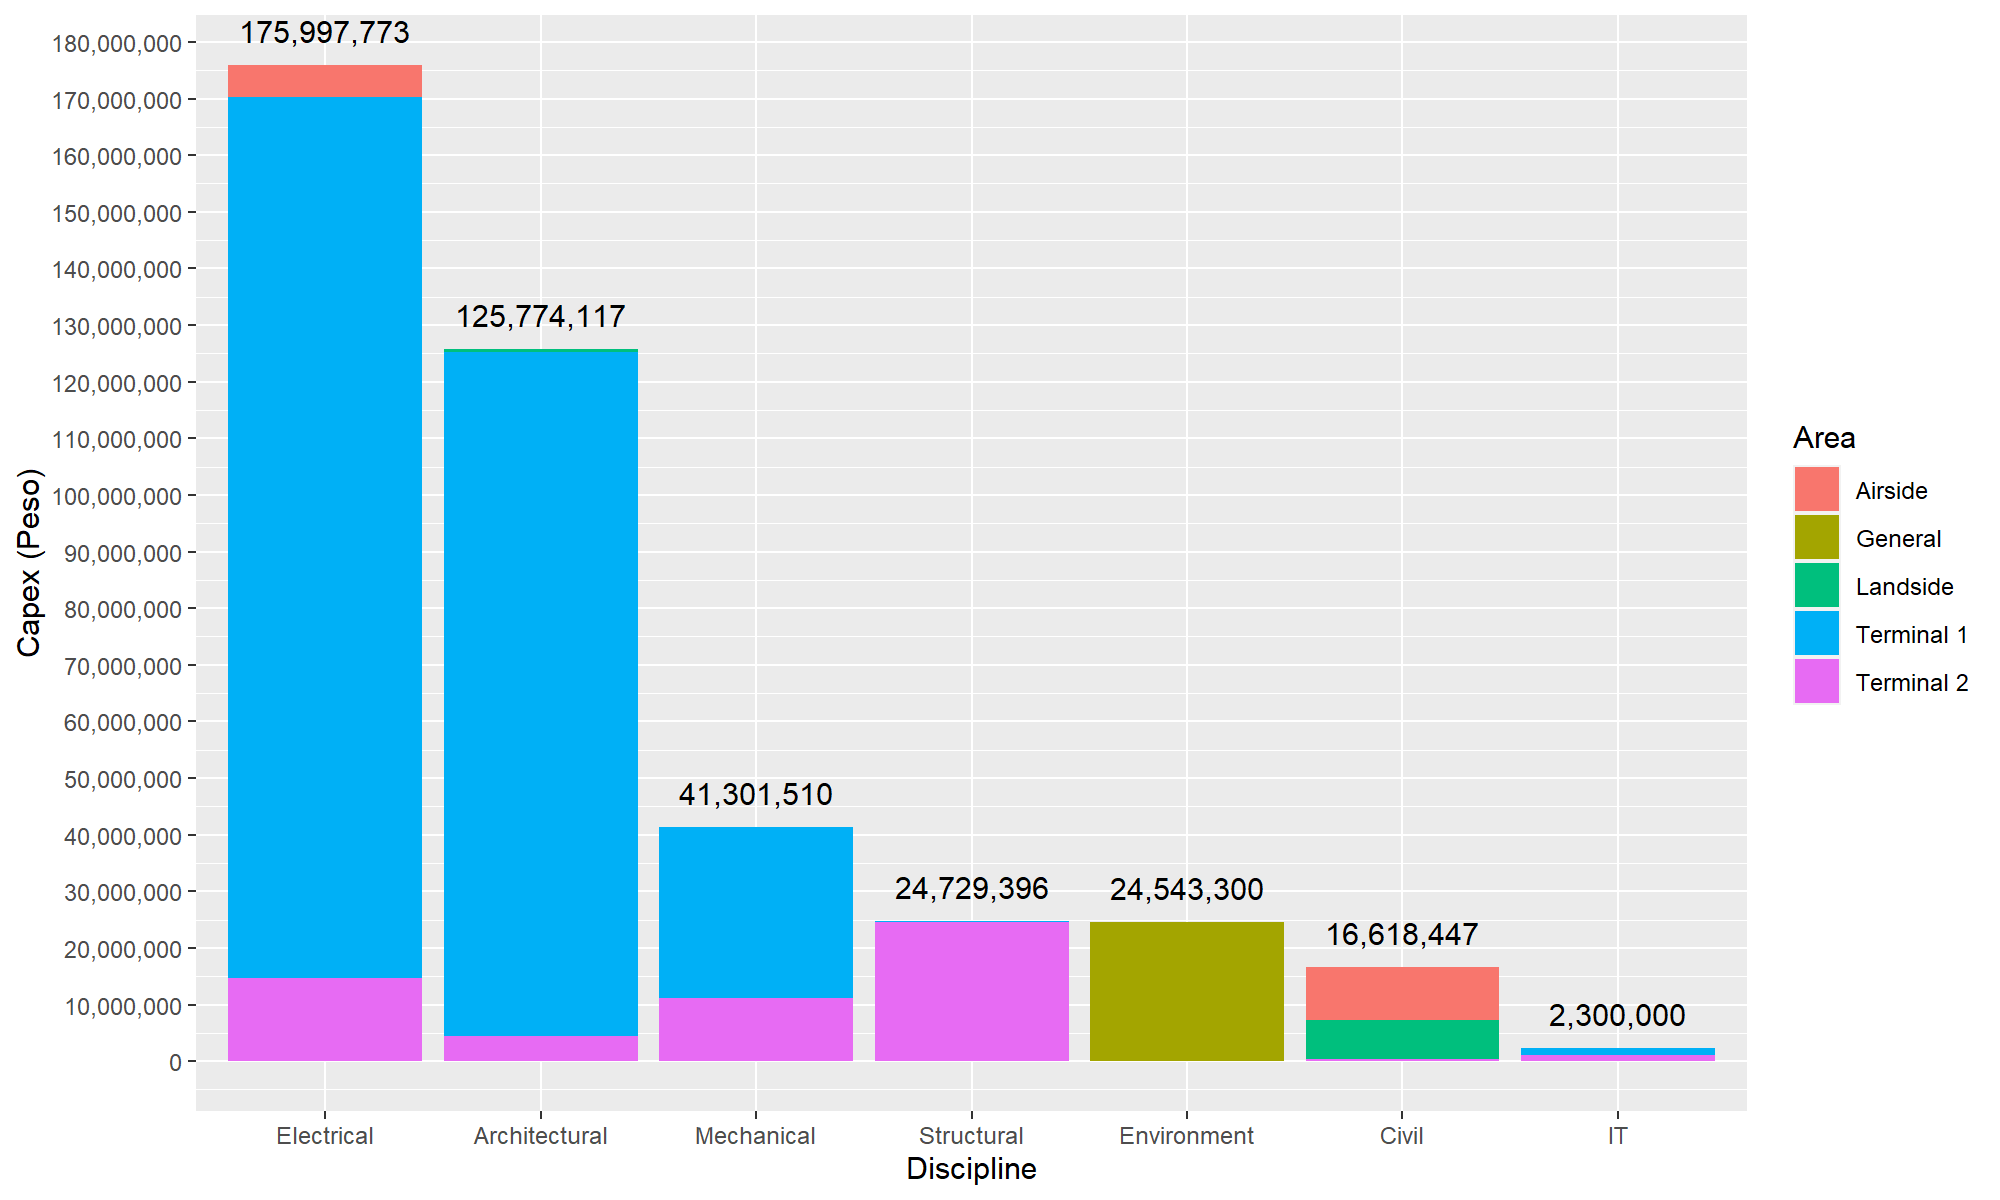 175,997,773
125,774,117
41,301,510
24,729,396
24,543,300
16,618,447
2,300,000
180,000,000
170,000,000
160,000,000
150,000,000
140,000,000
130,000,000
120,000,000
110,000,000
100,000,000
90,000,000
80,000,000
70,000,000
60,000,000
50,000,000
40,000,000
30,000,000
20,000,000
10,000,000
0
Capex (Peso)
Electrical
Architectural
Mechanical
Structural
Environment
Civil
IT
Discipline
Area
Airside
General
Landside
Terminal 1
Terminal 2